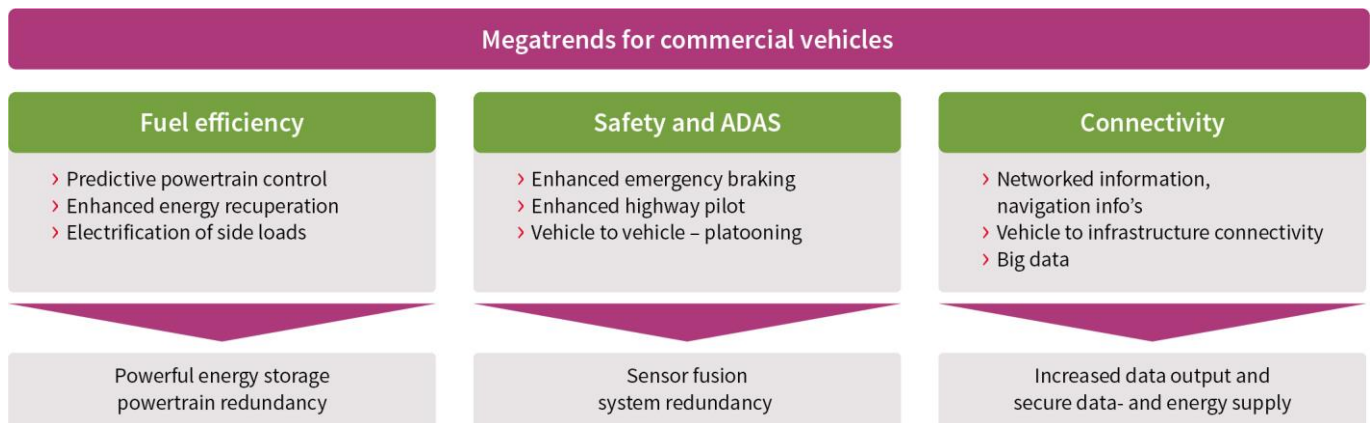 Megatrends for commercial vehicles
Fuel efficiency
› Predictive powertrain control
› Enhanced energy recuperation
› Electrification of side loads
Powerful energy storage
powertrain redundancy
Safety and ADAS
› Enhanced emergency braking
› Enhanced highway pilot
› Vehicle to vehicle – platooning
Sensor fusion
system redundancy
Connectivity
› Networked information,
navigation info’s
› Vehicle to infrastructure connectivity
› Big data
Increased data output and
secure data- and energy supply